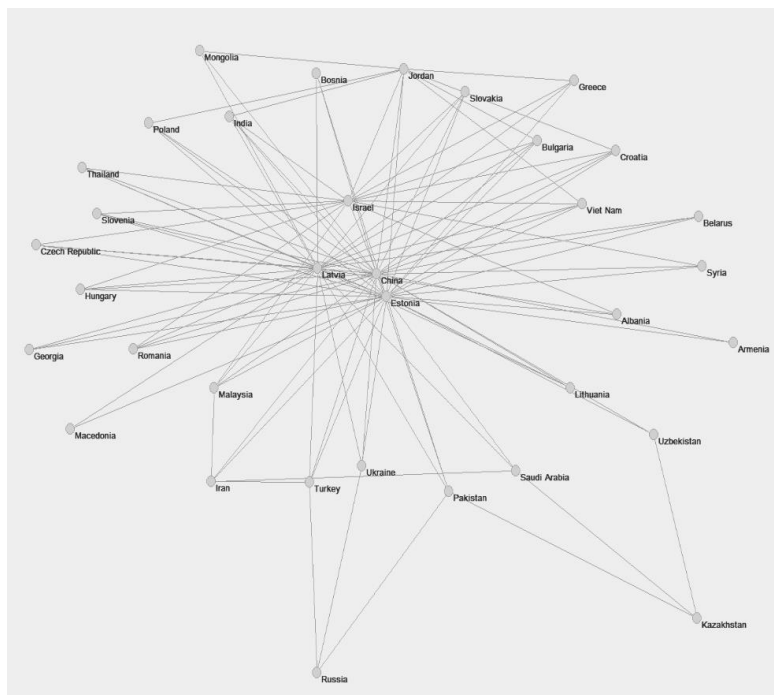 Mongolia
Jordan
Bosnia
Greece
Slovakia
India
Poland
Bulgaria
Croatia
Thailand
Israel
Viet Nam
Slovenia
Belarus
Czech Republic
Latvia
China
Syria
Hungary
Estonia
Albania
Armenia
Georgia
Romania
Malaysia
Lithuania
Macedonia
Uzbekistan
Ukraine
Saudi Arabia
Iran
Turkey
Pakistan
Kazakhstan
Russia